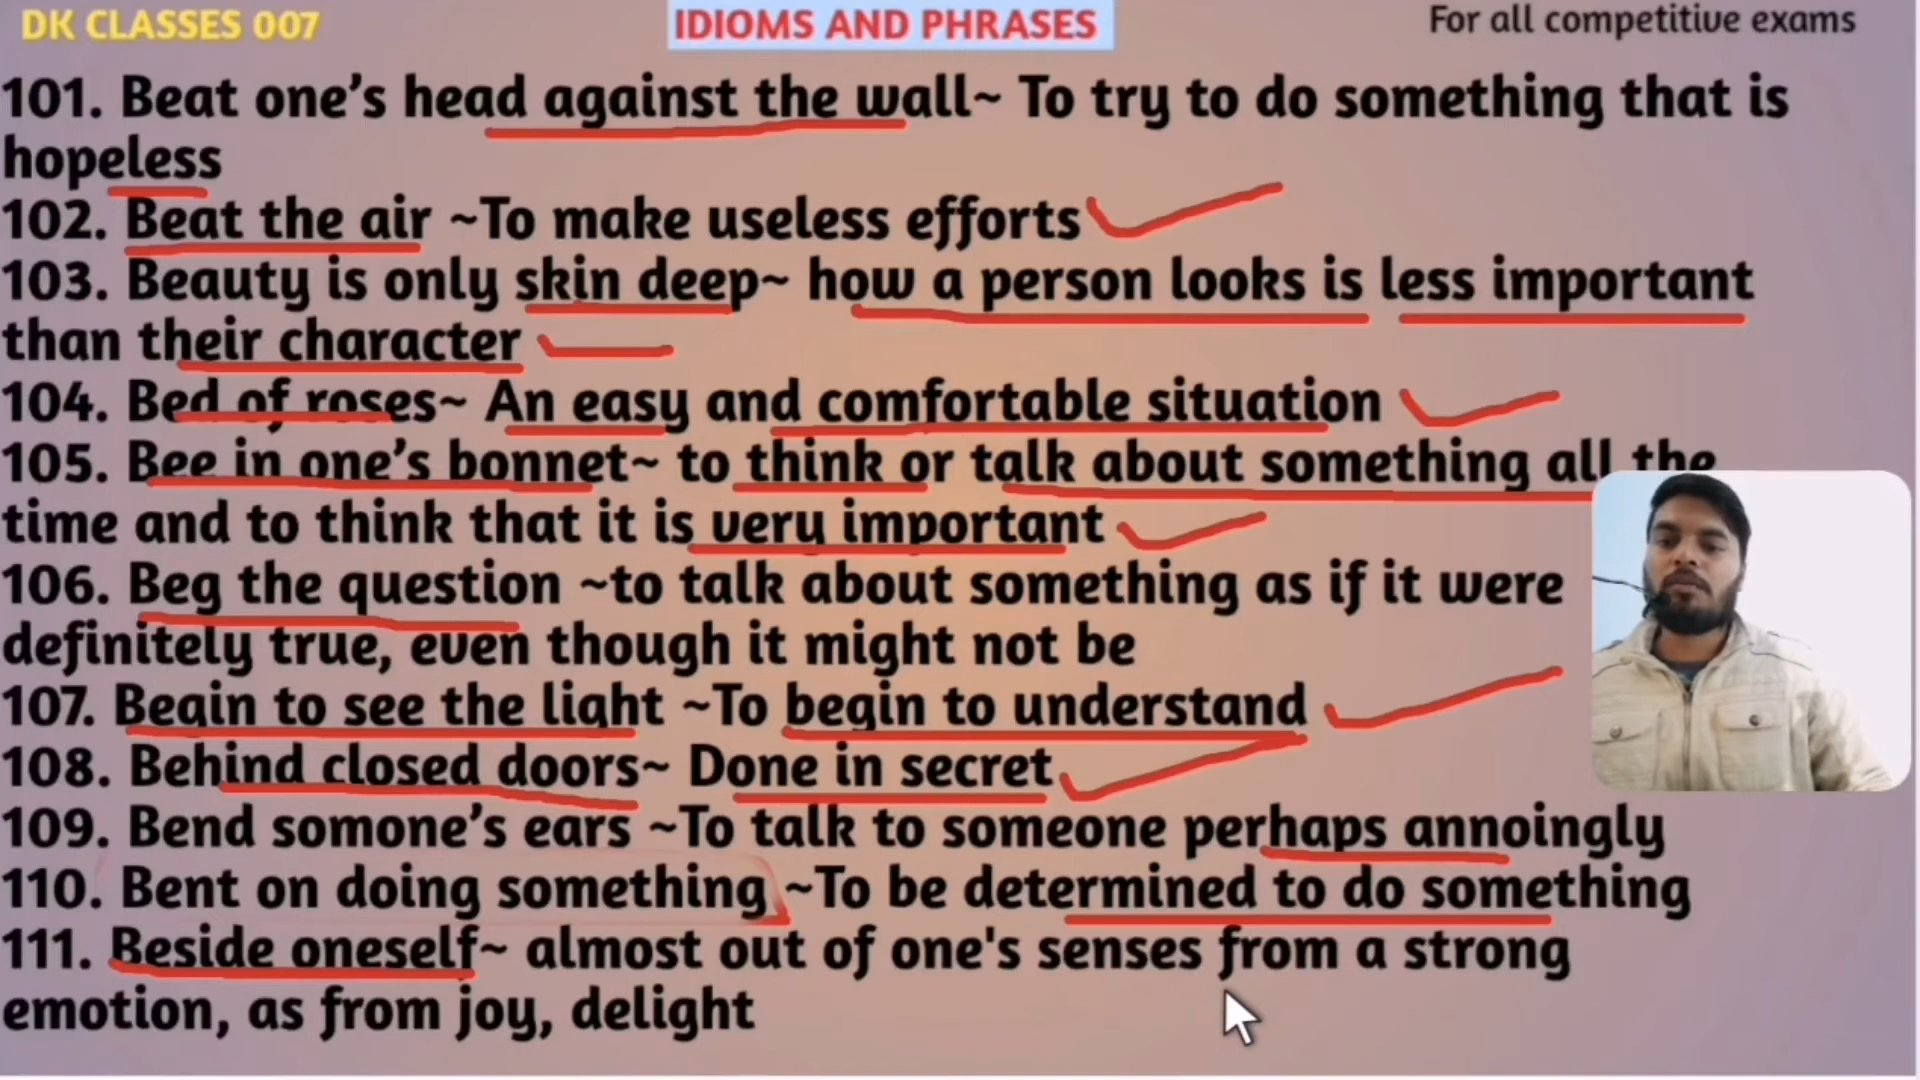 DK CLASSES 007
IDIOMS AND PHRASES
For all competitive exams
101. Beat one's head against the wall~ To try to do something that is
hopeless
102. Beat the air ~To make useless efforts
103. Beauty is only skin deep~ how a person looks is less important
than their character
104. Bed of roses~ An easy and comfortable situation
105. Bee in one's bonnet~ to think or talk about something all the
time and to think that it is very important
106. Beg the question ~to talk about something as if it were
definitely true, even though it might not be
107. Begin to see the light ~To begin to understand
108. Behind closed doors~ Done in secret
109. Bend somone's ears ~To talk to someone perhaps annoingly
110. Bent on doing something ~To be determined to do something
111. Beside oneself~ almost out of one's senses from a strong
emotion, as from joy, delight